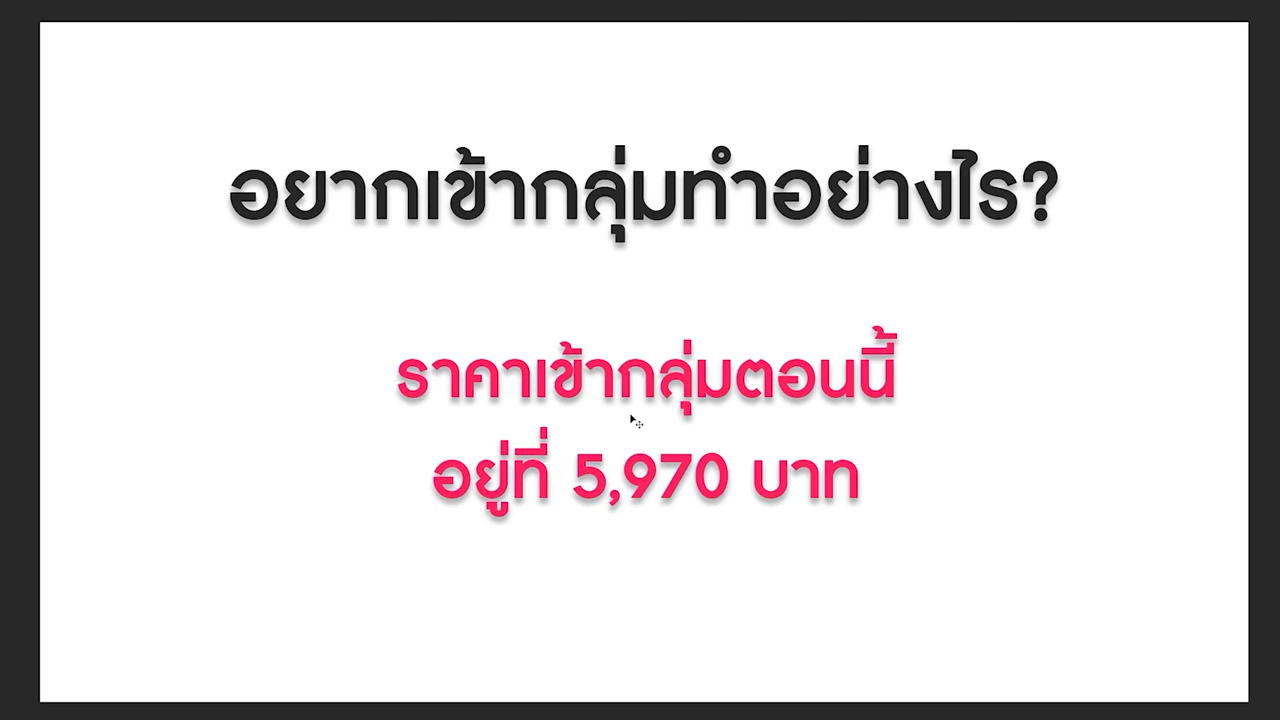 อยากเข้ากลุ่มทำอย่างไร?
ราคาเข้ากลุ่มตอนนี้
อยู่ที่ 5,970 บาท